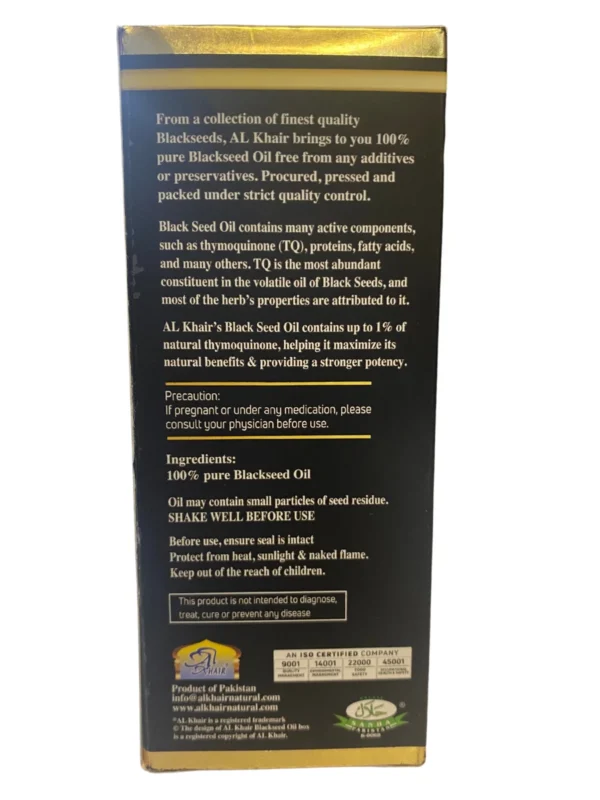 From a collection of finest quality
Blackseeds, AL Khair brings to you 100%
pure Blackseed Oil free from any additives
or preservatives. Procured, pressed and
packed under strict quality control.
Black Seed Oil contains many active components,
such as thymoquinone (TQ), proteins, fatty acids,
and many others. TQ is the most abundant
constituent in the volatile oil of Black Seeds, and
most of the herb's properties are attributed to it.
AL Khair's Black Seed Oil contains up to 1% of
natural thymoquinone, helping it maximize its
natural benefits & providing a stronger potency.
Precaution:
If pregnant or under any medication, please
consult your physician before use.
Ingredients:
100% pure Blackseed Oil
Oil may contain small particles of seed residue.
SHAKE WELL BEFORE USE
Before use, ensure seal is intact
Protect from heat, sunlight & naked flame.
Keep out of the reach of children.
This product is not intended to diagnose,
treat, cure or prevent any disease
AN ISO CERTIFIED COMPANY
9001 14001 22000 45001
QUALITY MANAGEMENT
FOOD SAFETY
AL KHAIR
Product of Pakistan
info@alkhairnatural.com
www.alkhairnatural.com
حلال
SANHA
PAKISTAN
®AL Khair is a registered trademark
© The design of AL Khair Blackseed Oil box
is a registered copyright of AL Khair.